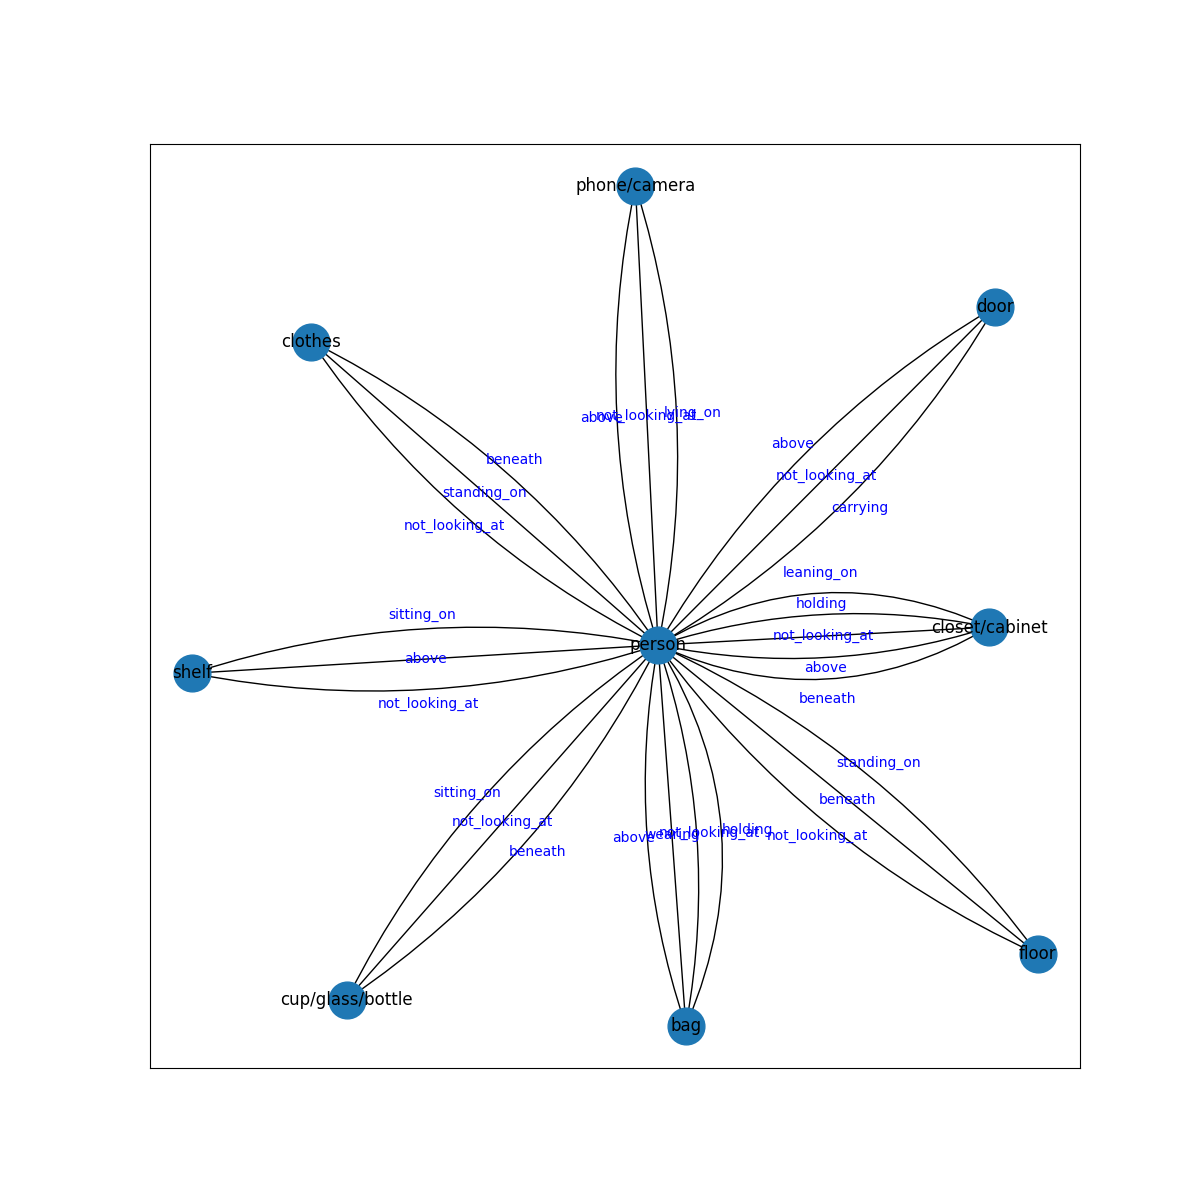 phone/camera
door
clothes
above
not_looking_at
lying_on
above
beneath
not_looking_at
standing_on
carrying
not_looking_at
leaning_on
holding
sitting_on
not_looking_at
closet/cabinet
person
above
shelf
above
beneath
not_looking_at
standing_on
sitting_on
beneath
not_looking_at
above
wearing
not_looking_at
holding
not_looking_at
beneath
floor
cup/glass/bottle
bag